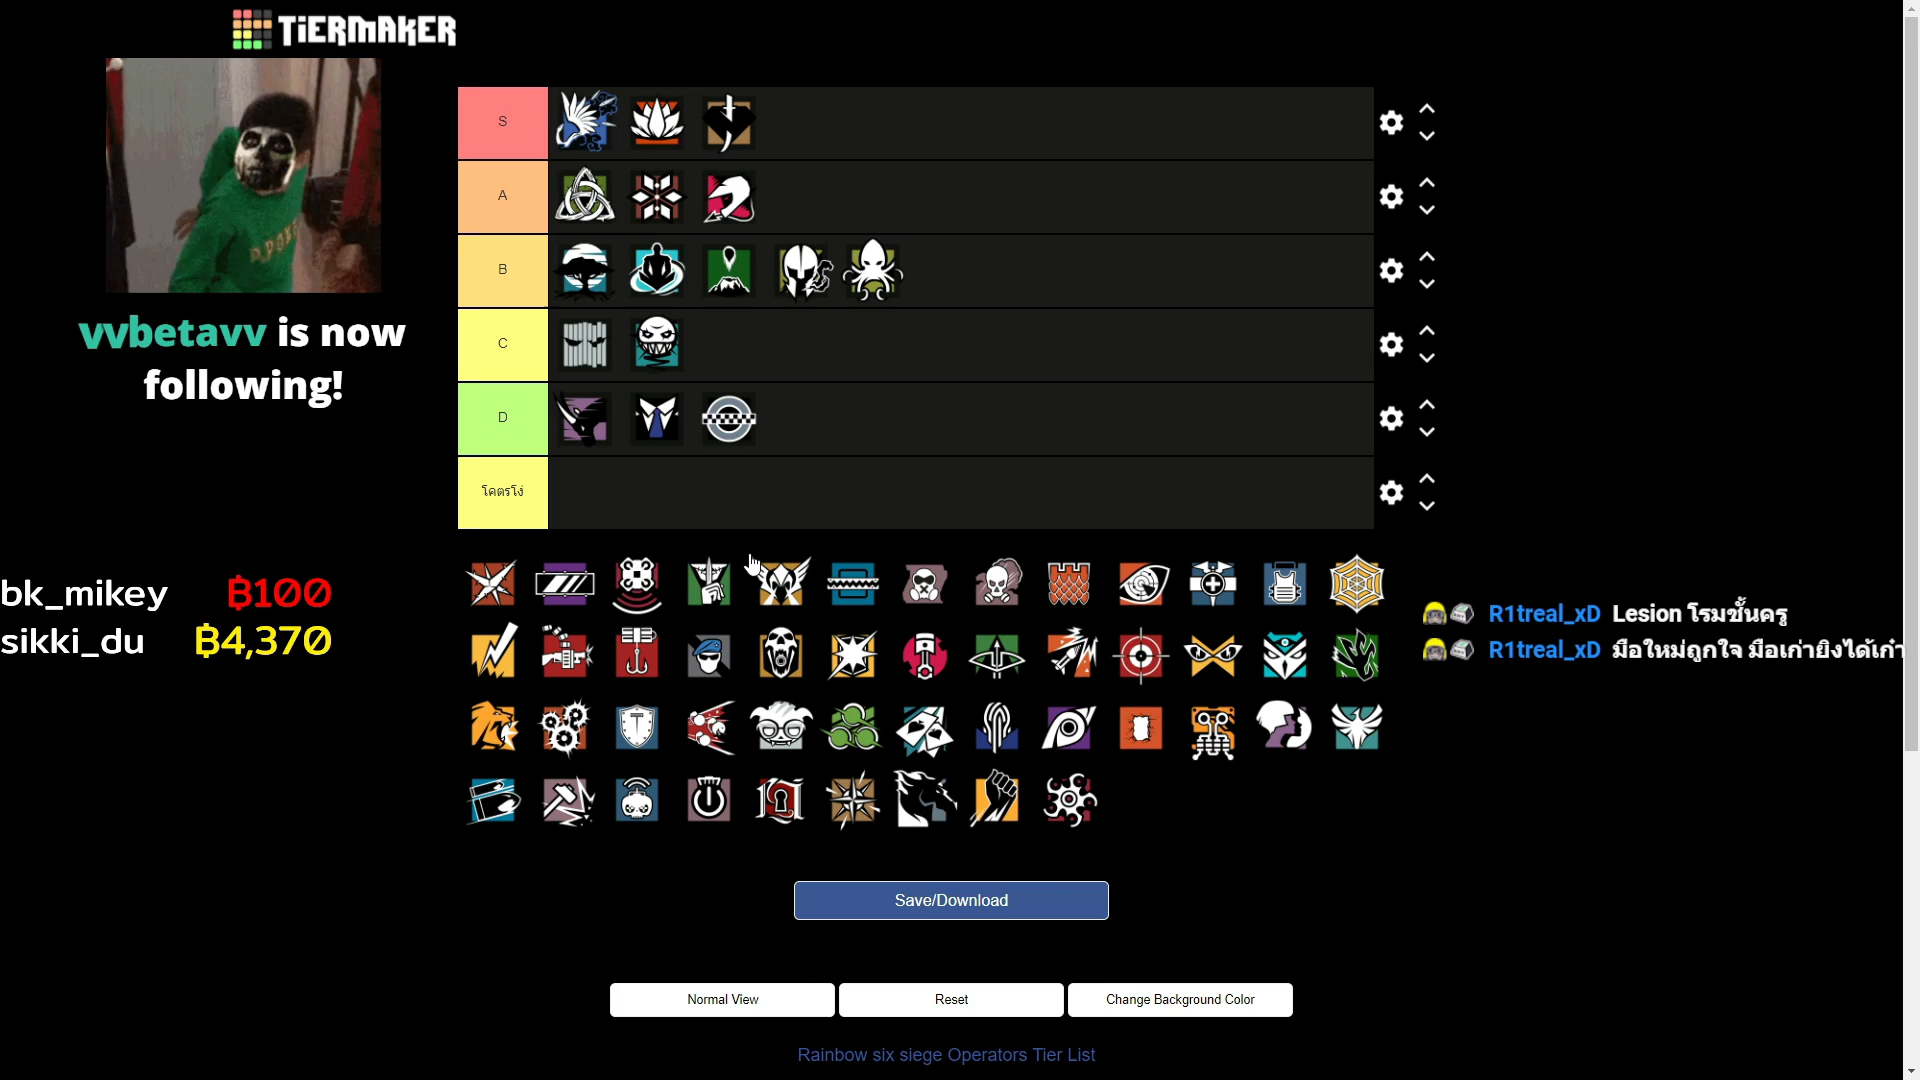 TiERMAKER
S
A
B
C
D
โคตรโง่
vvbetavv is now
following!
bk_mikey ฿100
sikki_du ฿4,370
R1treal_xD Lesion โรมขั้นครู
R1treal_xD มือใหม่ถูกใจ มือเก่ายิงได้เก๋า
Save/Download
Normal View
Reset
Change Background Color
Rainbow six siege Operators Tier List